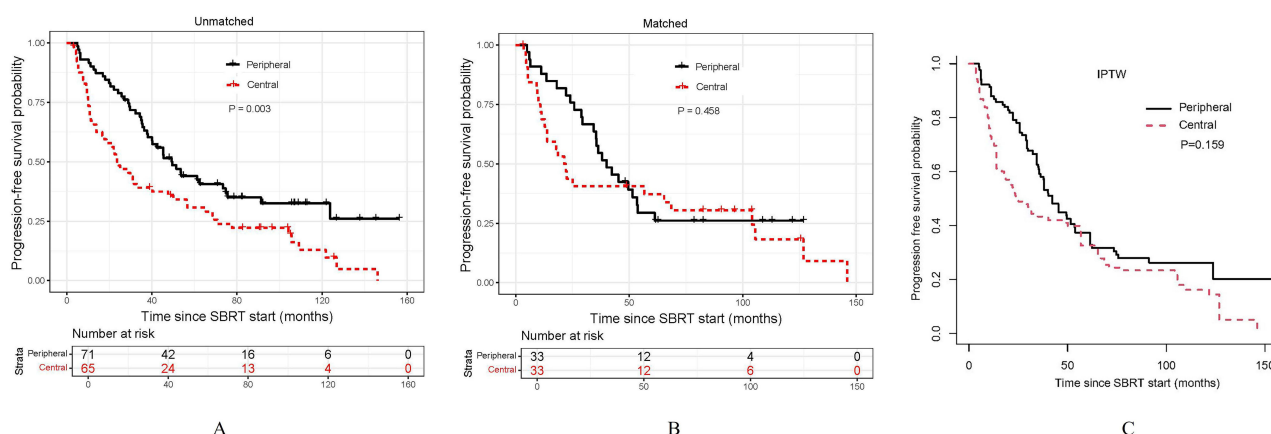 Unmatched
Progression-free survival probability
1.00
0.75
0.50
0.25
0.00
Peripheral
Central
P = 0.003
0 40 80 120 160
Time since SBRT start (months)
Number at risk
Strata
Peripheral 71 42 16 6 0
Central 65 24 13 4 0
0 40 80 120 160
A
Matched
Progression-free survival probability
1.00
0.75
0.50
0.25
0.00
Peripheral
Central
P = 0.458
0 50 100 150
Time since SBRT start (months)
Number at risk
Strata
Peripheral 33 12 4 0
Central 33 12 6 0
0 50 100 150
B
IPTW
Progression free survival probability
1.0
0.8
0.6
0.4
0.2
0.0
Peripheral
Central
P=0.159
0 50 100 150
Time since SBRT start (months)
C